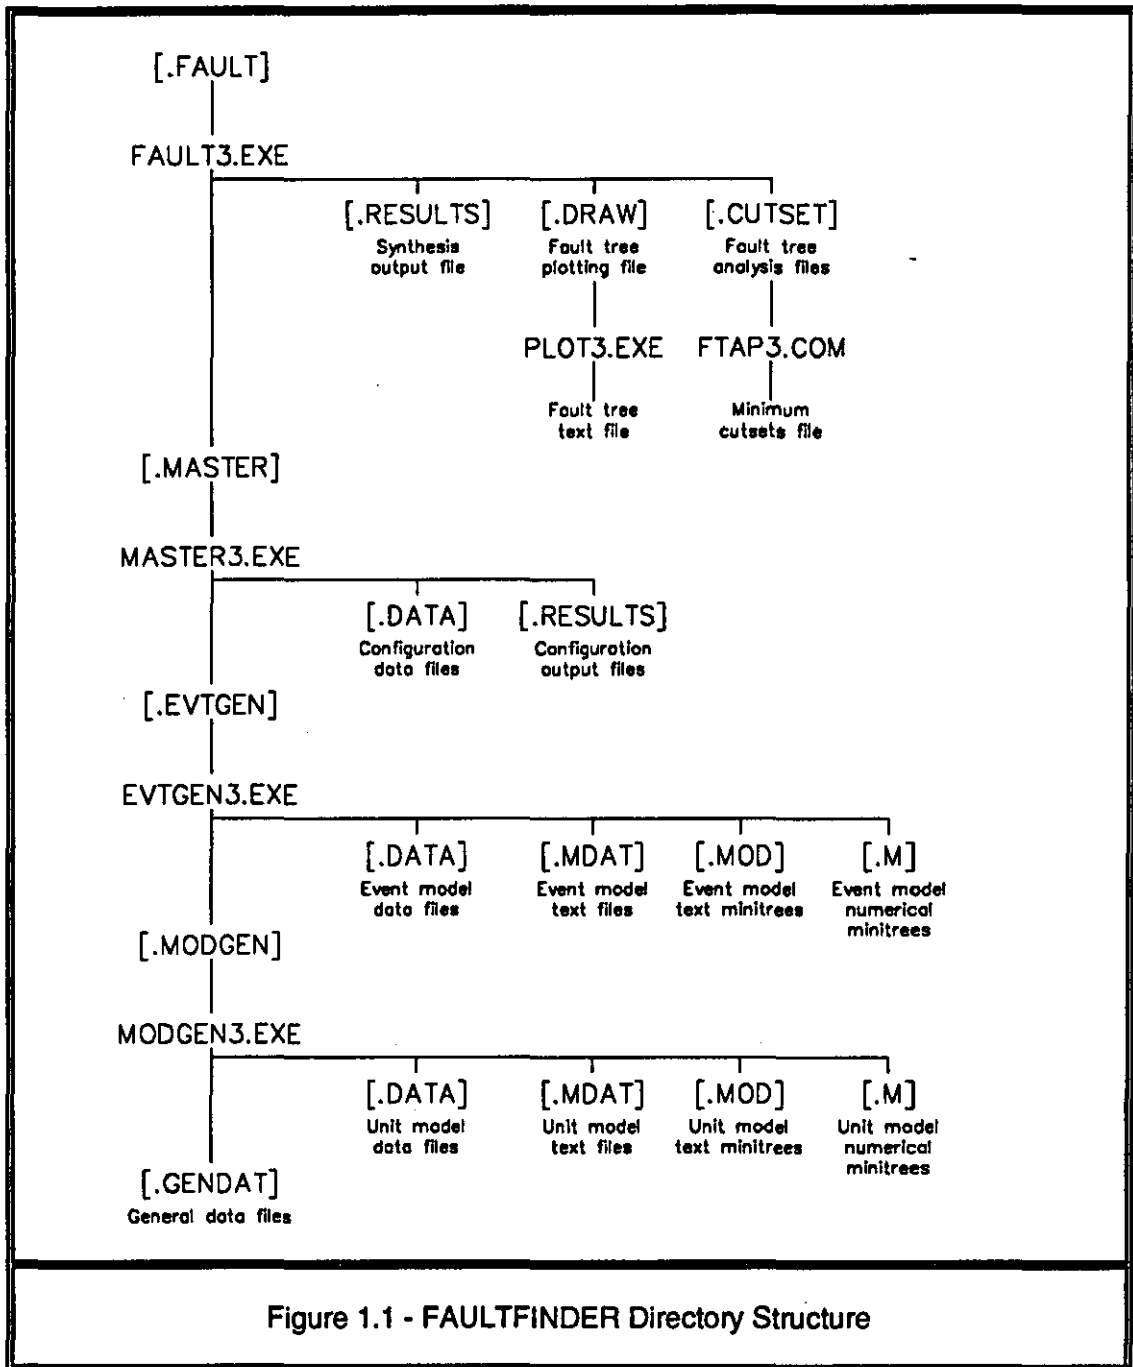 [.FAULT]
FAULT3.EXE
[.RESULTS] [.DRAW] [.CUTSET]
Synthesis Fault tree Fault tree
output file plotting file analysis files
PLOT3.EXE FTAP3.COM
Fault tree Minimum
text file cutsets file
[.MASTER]
MASTER3.EXE
[.DATA] [.RESULTS]
Configuration Configuration
data files output files
[.EVTGEN]
EVTGEN3.EXE
[.DATA] [.MDAT] [.MOD] [.M]
Event model Event model Event model Event model
data files text files text minitrees numerical
minitrees
[.MODGEN]
MODGEN3.EXE
[.DATA] [.MDAT] [.MOD] [.M]
Unit model Unit model Unit model Unit model
data files text files text minitrees numerical
minitrees
[.GENDAT]
General data files
Figure 1.1 - FAULTFINDER Directory Structure